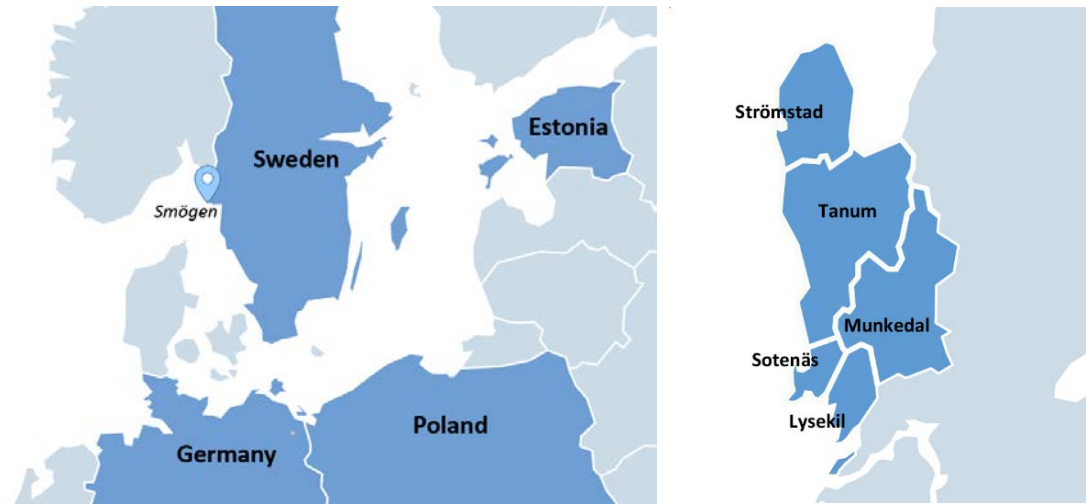 Estonia
Sweden
Smögen
Poland
Germany
Strömstad
Tanum
Munkedal
Sotenäs
Lysekil